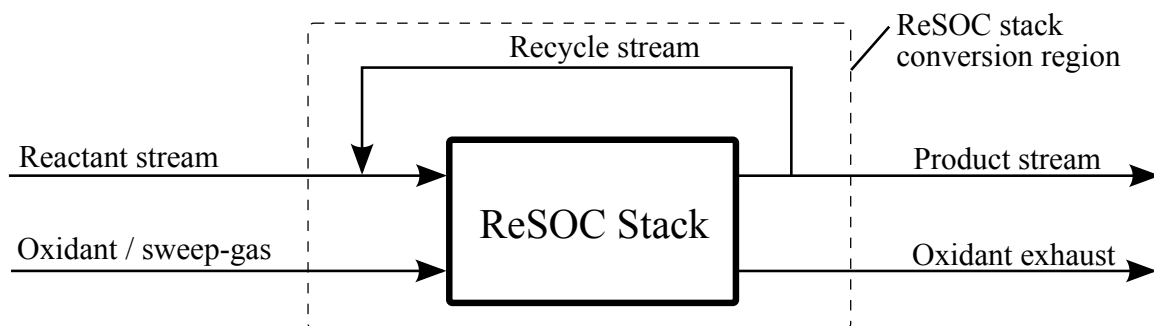 ReSOC stack
conversion region
Recycle stream
Reactant stream
Product stream
ReSOC Stack
Oxidant / sweep-gas
Oxidant exhaust